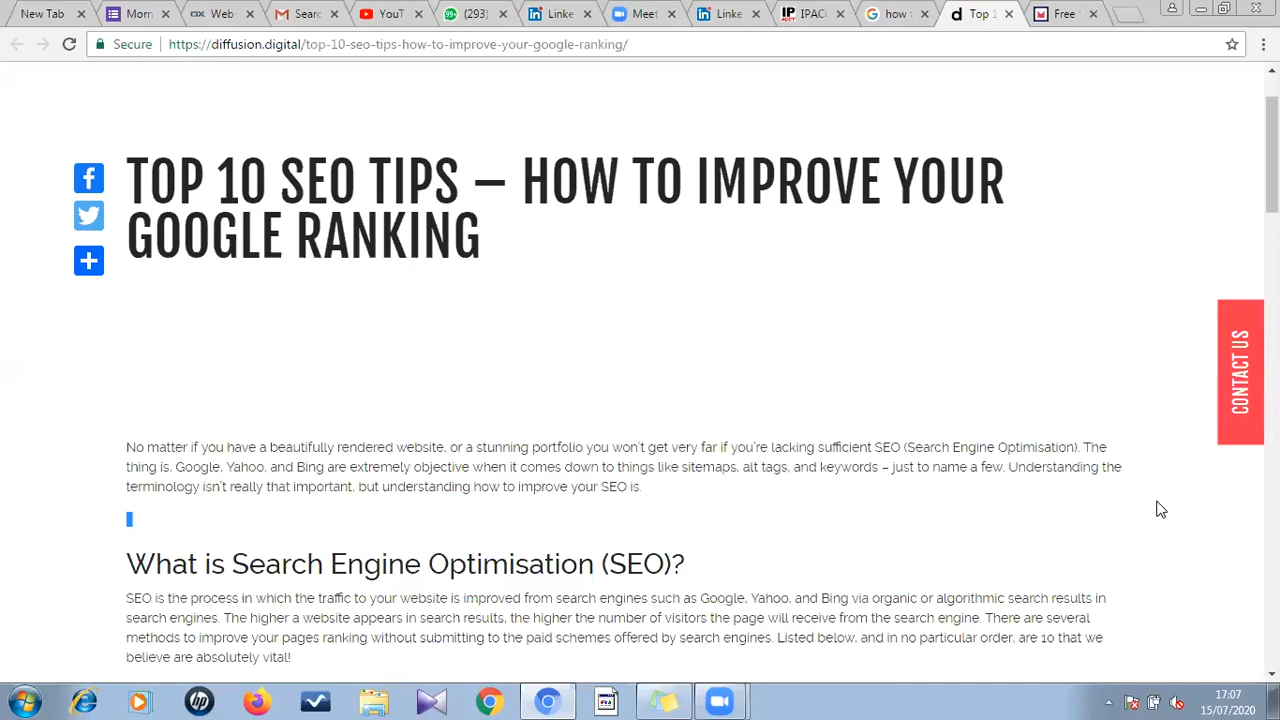 New Tab
Morn
Web
Searc
YouT
99+
(293)
Linke
Meet
Linke
IP
IPAC
how t
Top 1
Free
Secure
https://diffusion.digital/top-10-seo-tips-how-to-improve-your-google-ranking/
TOP 10 SEO TIPS – HOW TO IMPROVE YOUR
GOOGLE RANKING
CONTACT US
No matter if you have a beautifully rendered website, or a stunning portfolio you won't get very far if you're lacking sufficient SEO (Search Engine Optimisation). The
thing is, Google, Yahoo, and Bing are extremely objective when it comes down to things like sitemaps, alt tags, and keywords – just to name a few. Understanding the
terminology isn't really that important, but understanding how to improve your SEO is.
What is Search Engine Optimisation (SEO)?
SEO is the process in which the traffic to your website is improved from search engines such as Google, Yahoo, and Bing via organic or algorithmic search results in
search engines. The higher a website appears in search results, the higher the number of visitors the page will receive from the search engine. There are several
methods to improve your pages ranking without submitting to the paid schemes offered by search engines. Listed below, and in no particular order, are 10 that we
believe are absolutely vital!
17:07
15/07/2020